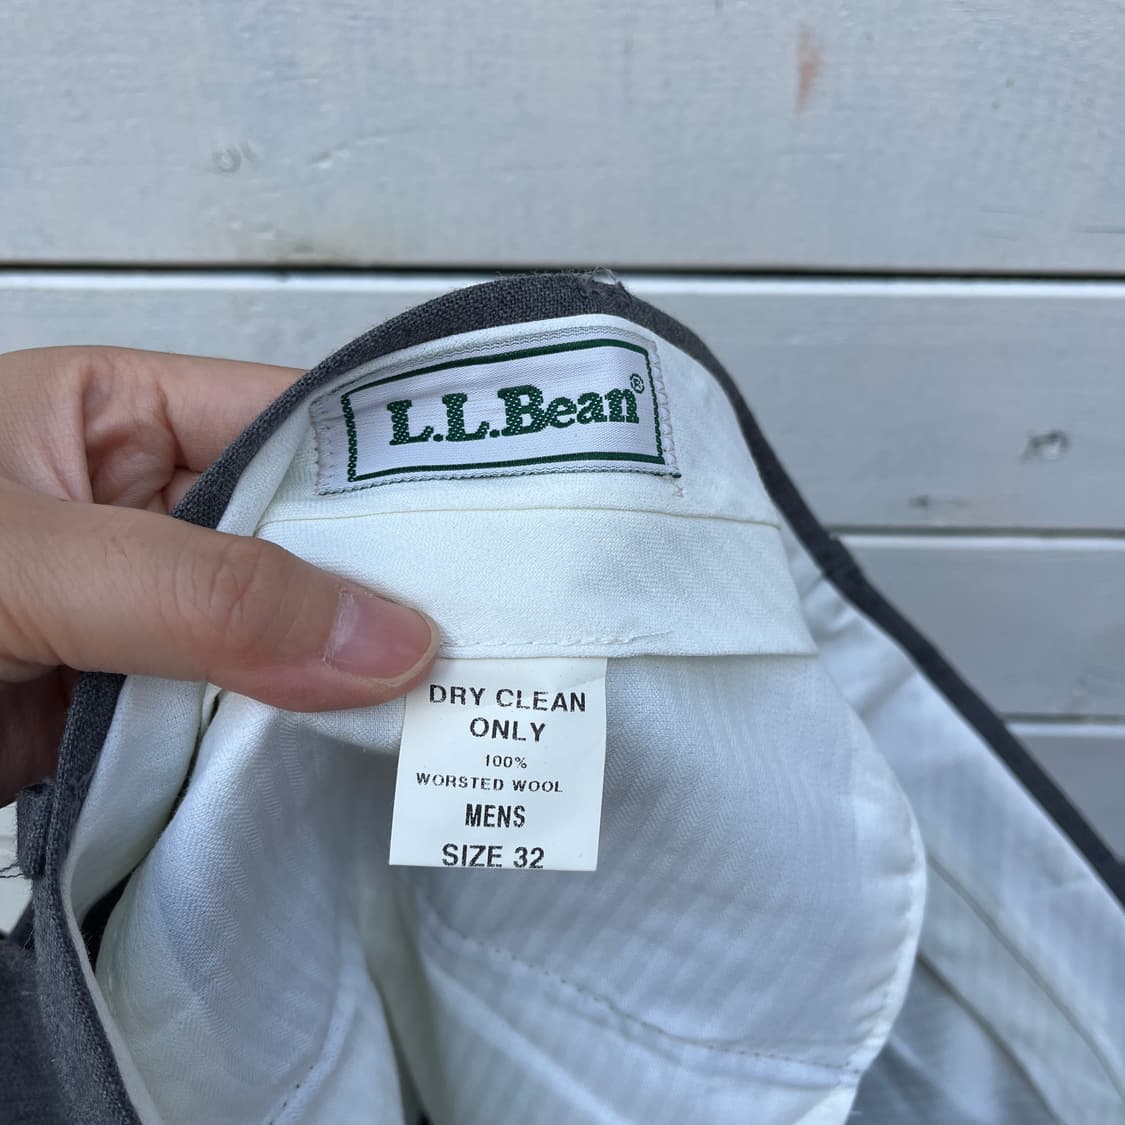 L.L.Bean®
DRY CLEAN
ONLY
100%
WORSTED WOOL
MENS
SIZE 32